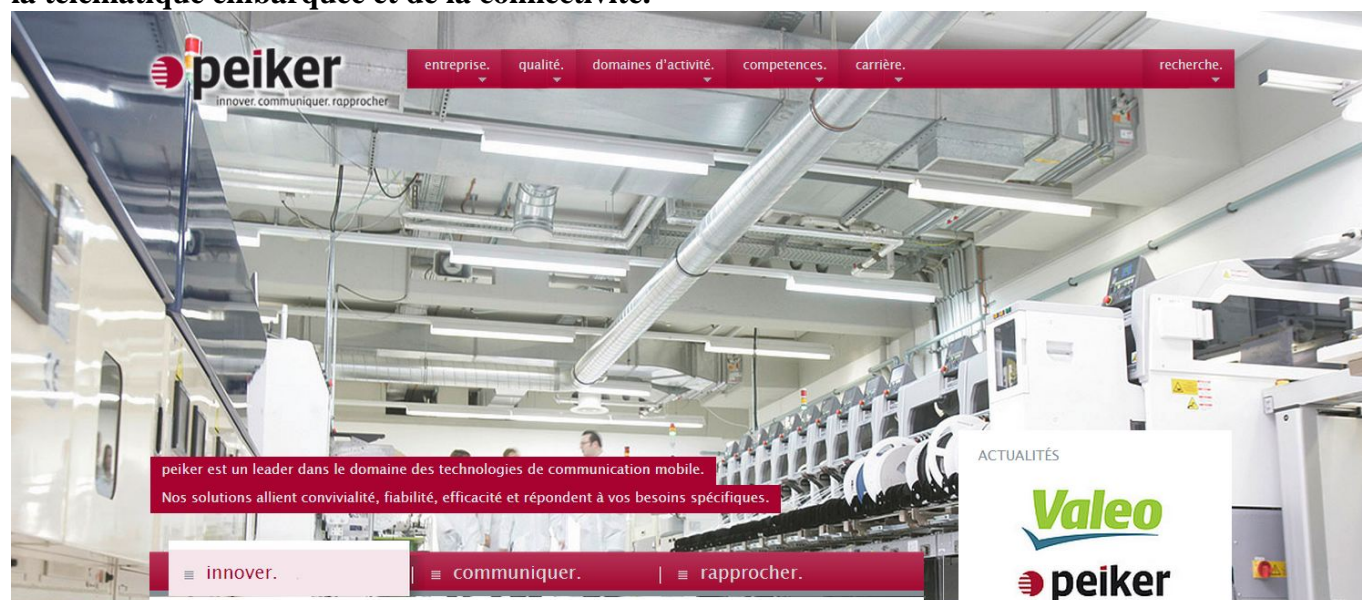 la télématique embarquée et de la connectivité.
peiker
innover. communiquer. rapprocher
entreprise. qualité. domaines d'activité. competences. carrière. recherche.
peiker est un leader dans le domaine des technologies de communication mobile.
Nos solutions allient convivialité, fiabilité, efficacité et répondent à vos besoins spécifiques.
ACTUALITÉS
Valeo
peiker
innover. | communiquer. | rapprocher.